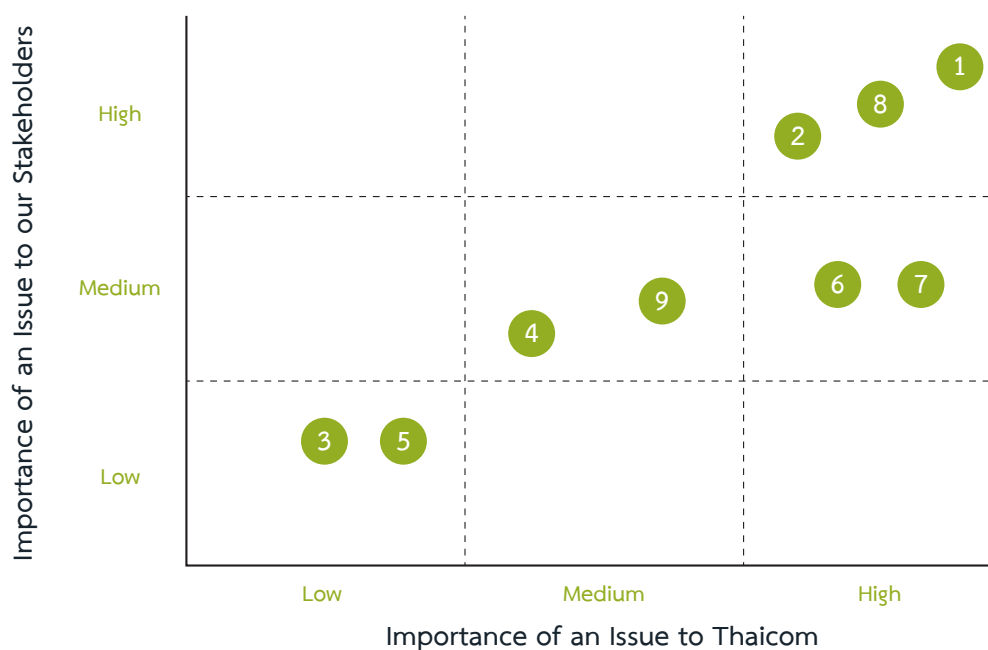 Importance of an Issue to our Stakeholders
High
Medium
Low
1
8
2
6
7
9
4
3
5
Low
Medium
High
Importance of an Issue to Thaicom